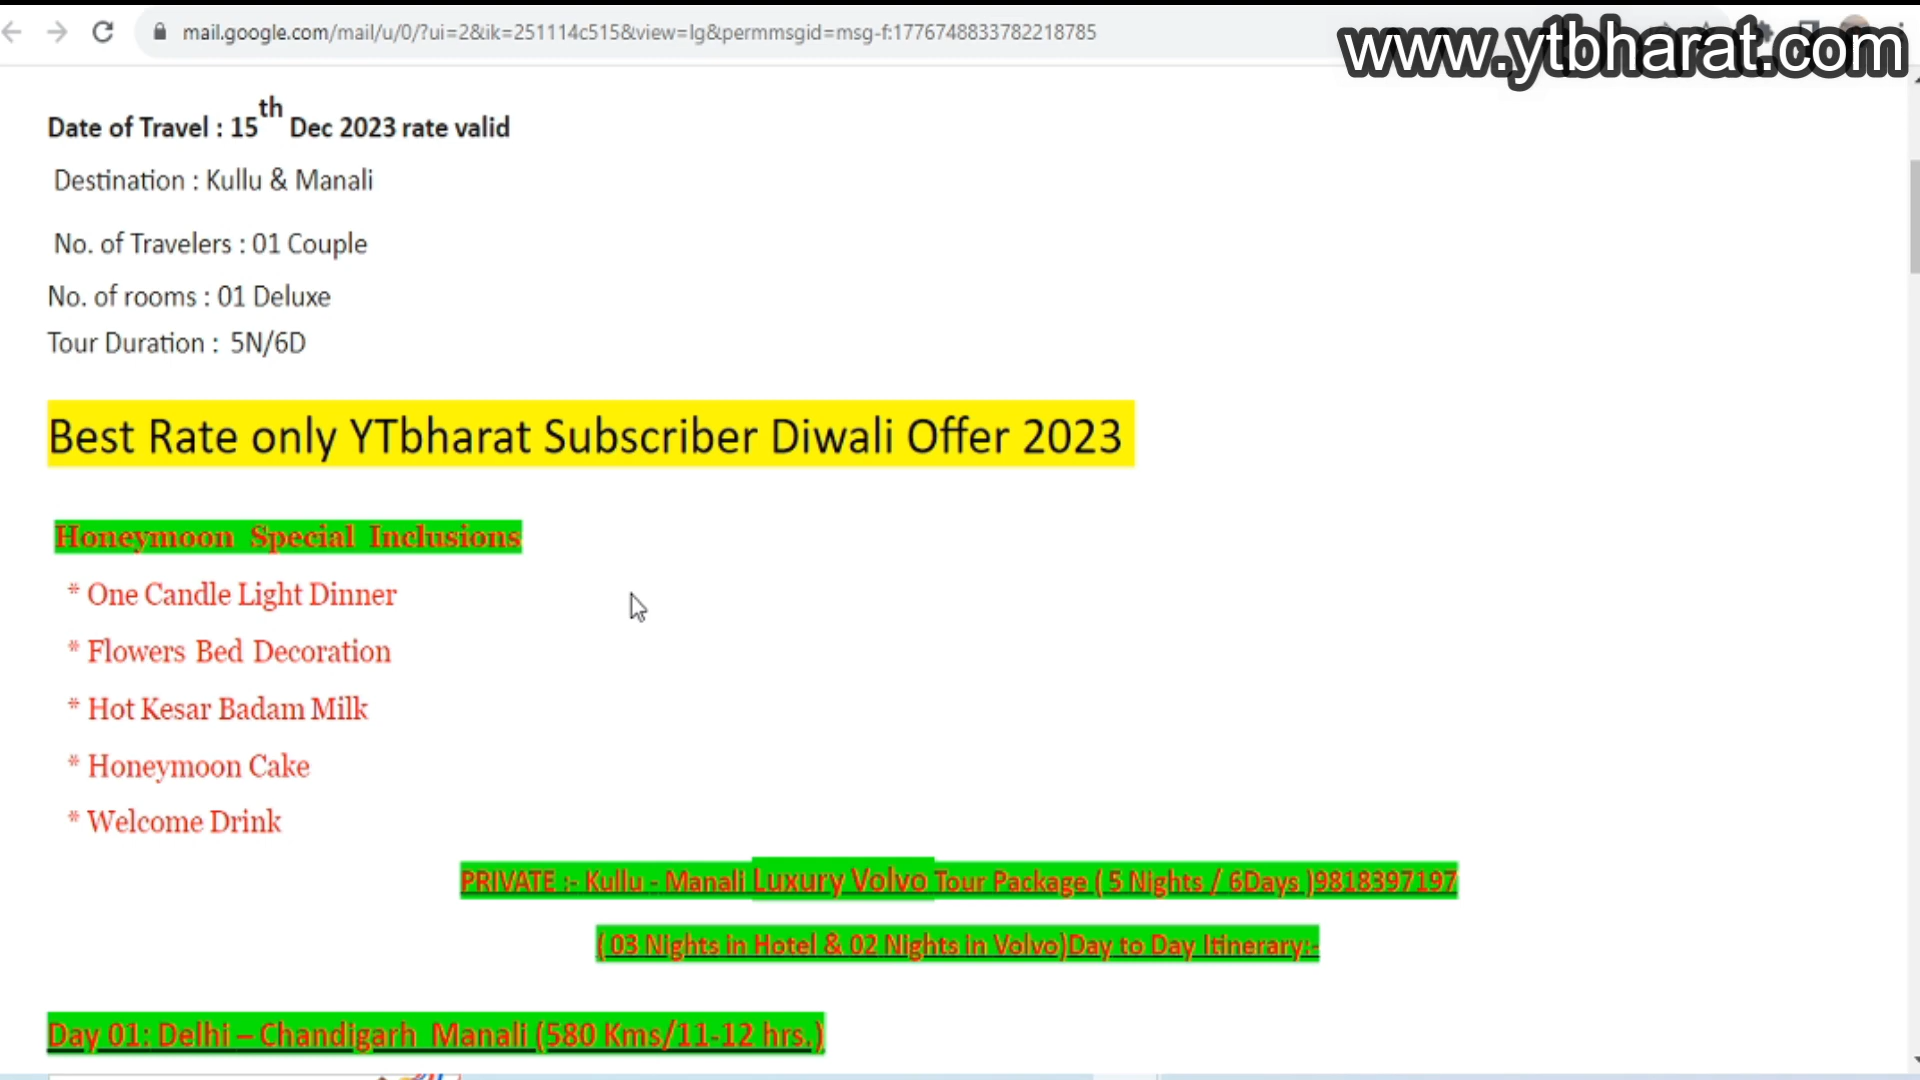 mail.google.com/mail/u/0/?ui=2&ik=251114c515&view=lg&permmsgid=msg-f:1776748833782218785
www.ytbharat.com
Date of Travel : 15th Dec 2023 rate valid
Destination : Kullu & Manali
No. of Travelers : 01 Couple
No. of rooms : 01 Deluxe
Tour Duration : 5N/6D
Best Rate only YTbharat Subscriber Diwali Offer 2023
Honeymoon Special Inclusions
* One Candle Light Dinner
* Flowers Bed Decoration
* Hot Kesar Badam Milk
* Honeymoon Cake
* Welcome Drink
PRIVATE :- Kullu - Manali Luxury Volvo Tour Package ( 5 Nights / 6Days )9818397197
( 03 Nights in Hotel & 02 Nights in Volvo)Day to Day Itinerary:-
Day 01: Delhi – Chandigarh Manali (580 Kms/11-12 hrs.)